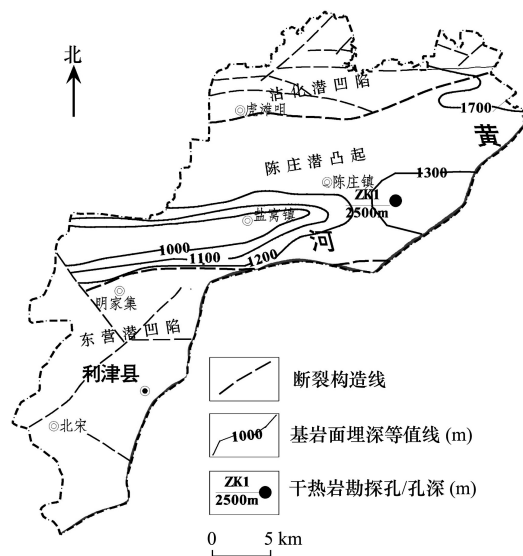 北
沾化潜凹陷
虎滩咀
1700
黄
陈庄潜凸起
陈庄镇
1300
ZK1
2500m
盐窝镇
河
1000
1100
1200
明家集
东营潜凹陷
利津县
北宋
断裂构造线
1000
基岩面埋深等值线 (m)
ZK1
2500m
干热岩勘探孔/孔深 (m)
0 5 km